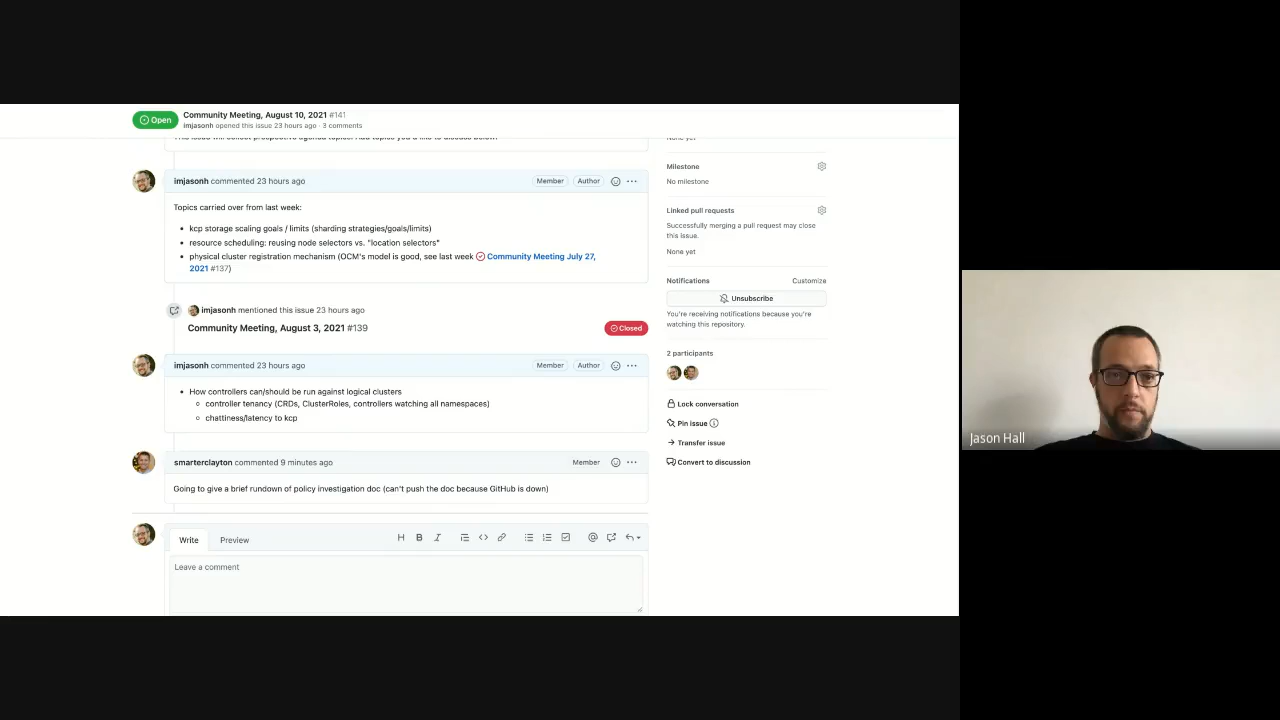 Open
Community Meeting, August 10, 2021 #141
imjasonh opened this issue 23 hours ago · 3 comments
None yet
imjasonh commented 23 hours ago
Member
Author
Topics carried over from last week:
• kcp storage scaling goals / limits (sharding strategies/goals/limits)
• resource scheduling: reusing node selectors vs. "location selectors"
• physical cluster registration mechanism (OCM's model is good, see last week Community Meeting July 27,
2021 #137)
imjasonh mentioned this issue 23 hours ago
Community Meeting, August 3, 2021 #139
Closed
imjasonh commented 23 hours ago
Member
Author
• How controllers can/should be run against logical clusters
◦ controller tenancy (CRDs, ClusterRoles, controllers watching all namespaces)
◦ chattiness/latency to kcp
smarterclayton commented 9 minutes ago
Member
Going to give a brief rundown of policy investigation doc (can't push the doc because GitHub is down)
Write
Preview
Leave a comment
Milestone
No milestone
Linked pull requests
Successfully merging a pull request may close
this issue.
None yet
Notifications
Customize
Unsubscribe
You're receiving notifications because you're
watching this repository.
2 participants
Lock conversation
Pin issue
Transfer issue
Convert to discussion
Jason Hall